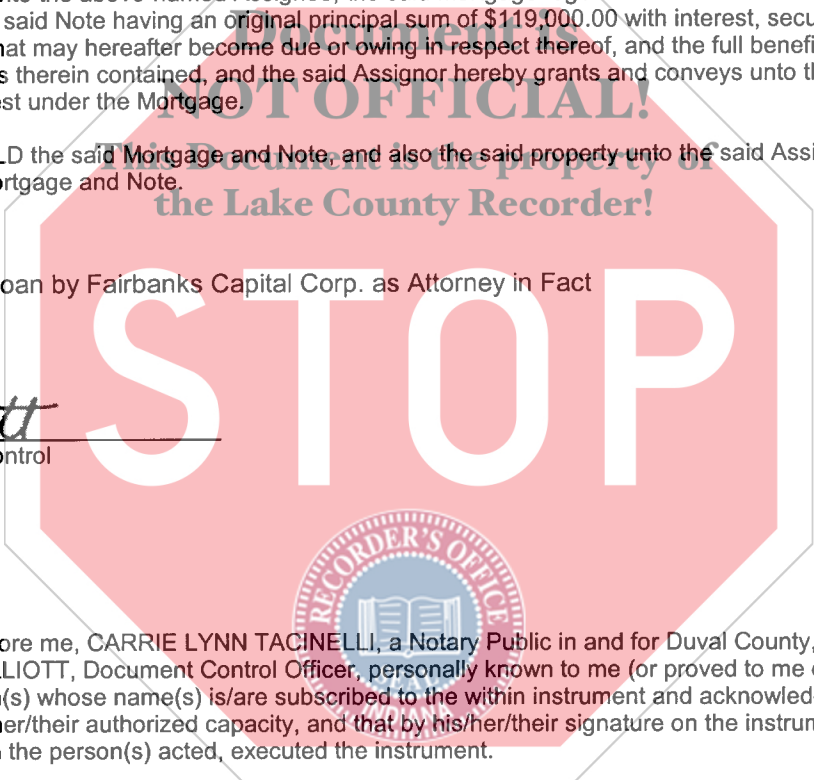 said Note having an original principal sum of $119,000.00 with interest, secu
Document is
hat may hereafter become due or owing in respect thereof, and the full benefi
s therein contained, and the said Assignor hereby grants and conveys unto th
est under the Mortgage.
NOT OFFICIAL!
LD the said Mortgage and Note, and also the said property unto the said Assi
This Document is the property of
ortgage and Note.
the Lake County Recorder!
oan by Fairbanks Capital Corp. as Attorney in Fact
STOP
tt
ontrol
RECORDER'S OFFICE
ore me, CARRIE LYNN TACINELLI, a Notary Public in and for Duval County,
LLIOTT, Document Control Officer, personally known to me (or proved to me
(s) whose name(s) is/are subscribed to the within instrument and acknowled
SEAL
er/their authorized capacity, and that by his/her/their signature on the instrum
INDIANA
the person(s) acted, executed the instrument.